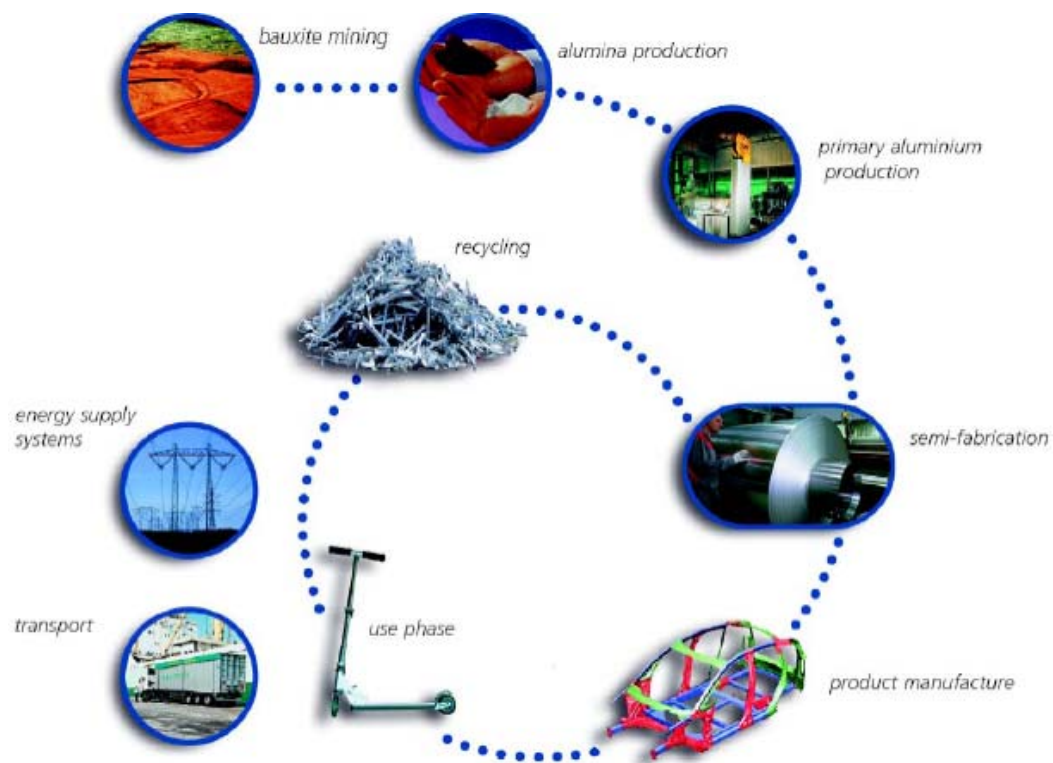 bauxite mining
alumina production
primary aluminium
production
recycling
energy supply
systems
semi-fabrication
transport
use phase
product manufacture